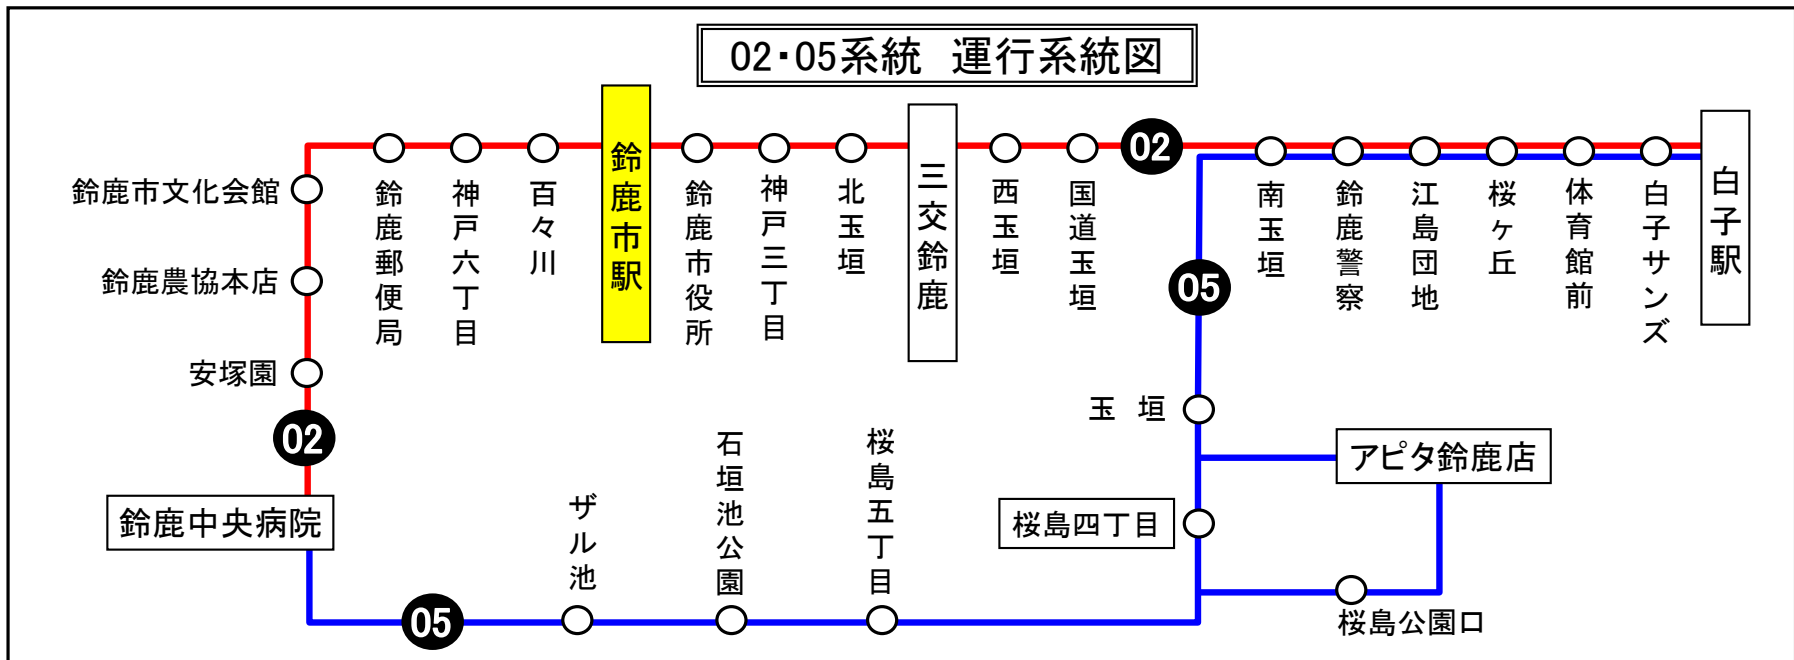 02・05系統　運行系統図
鈴鹿市文化会館
鈴鹿農協本店
安塚園
02
鈴鹿中央病院
鈴鹿郵便局
神戸六丁目
百々川
鈴鹿市駅
鈴鹿市役所
神戸三丁目
北玉垣
三交鈴鹿
西玉垣
国道玉垣
02
南玉垣
鈴鹿警察
江島団地
桜ヶ丘
体育館前
白子サンズ
白子駅
05
玉　垣
アピタ鈴鹿店
桜島四丁目
桜島公園口
05
ザル池
石垣池公園
桜島五丁目